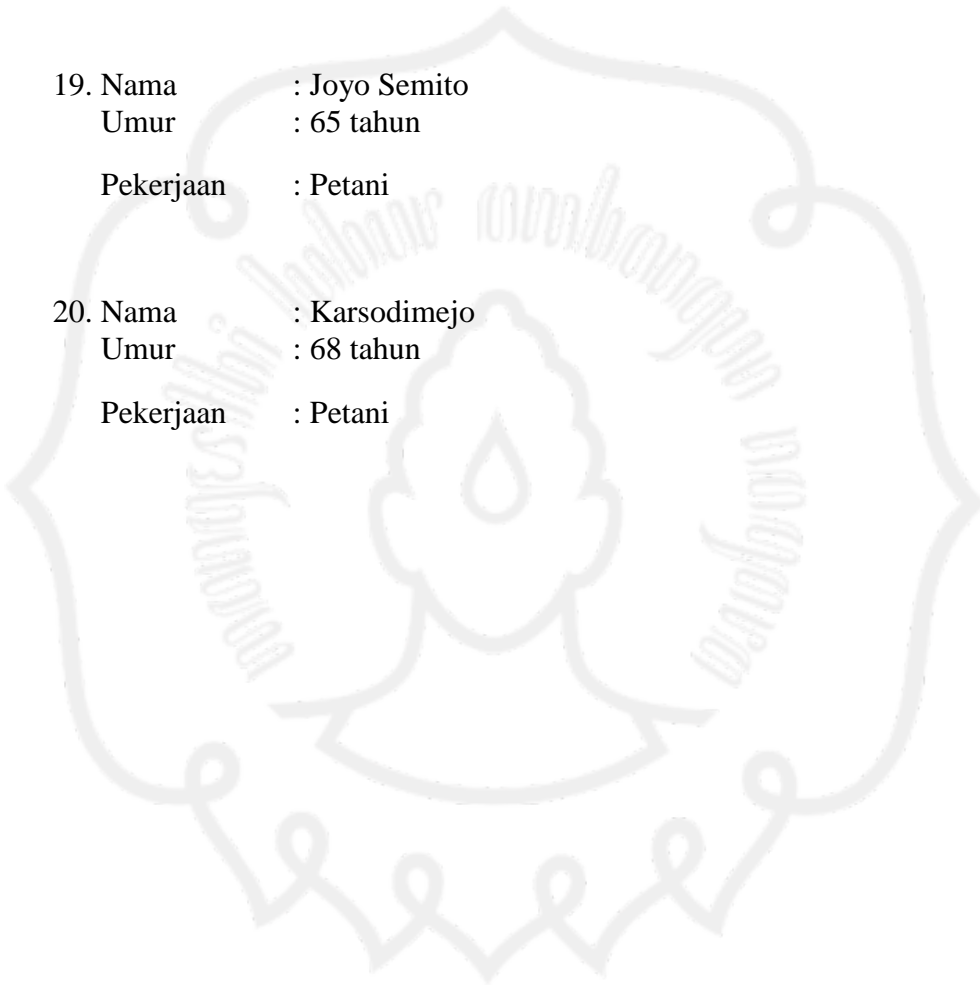 19. Nama : Joyo Semito
Umur : 65 tahun
Pekerjaan : Petani
20. Nama : Karsodimejo
Umur : 68 tahun
Pekerjaan : Petani